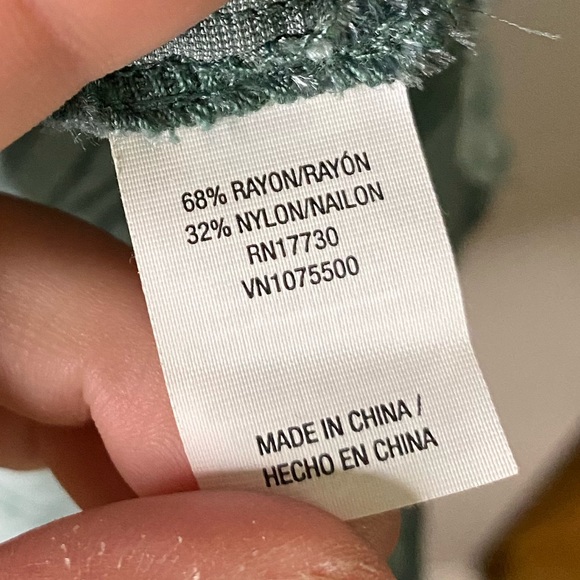 68% RAYON/RAYÓN
32% NYLON/NAILON
RN17730
VN1075500
MADE IN CHINA /
HECHO EN CHINA